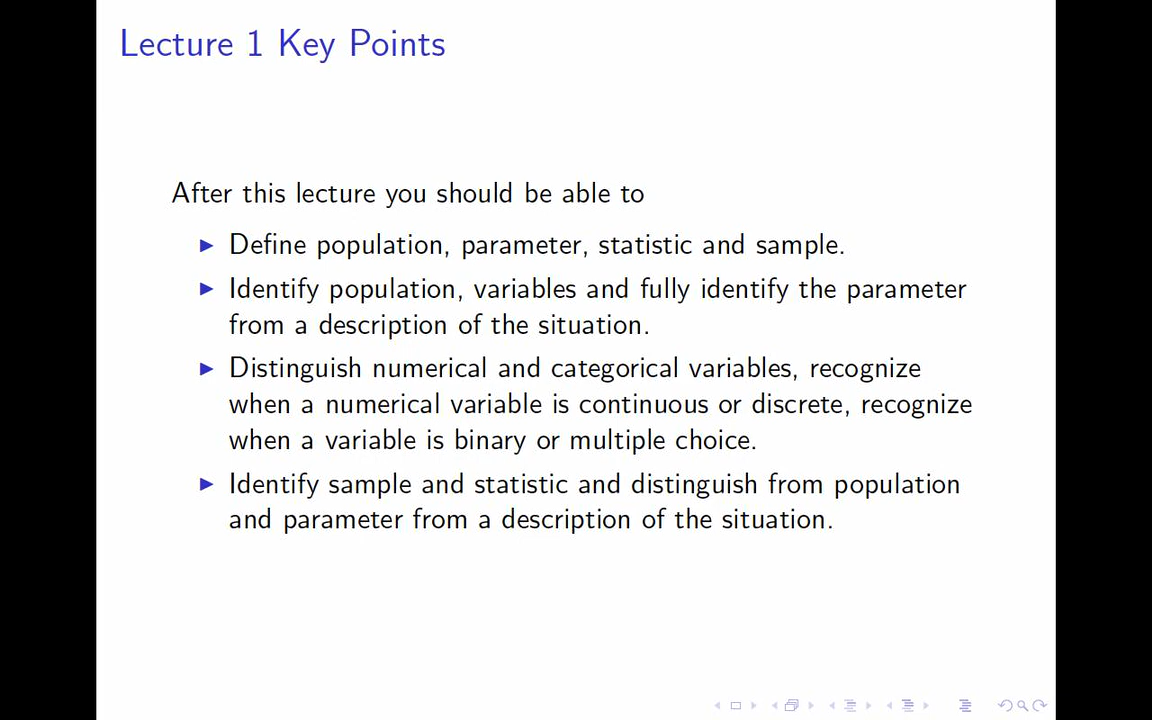 Lecture 1 Key Points
After this lecture you should be able to
Define population, parameter, statistic and sample.
Identify population, variables and fully identify the parameter
from a description of the situation.
Distinguish numerical and categorical variables, recognize
when a numerical variable is continuous or discrete, recognize
when a variable is binary or multiple choice.
Identify sample and statistic and distinguish from population
and parameter from a description of the situation.